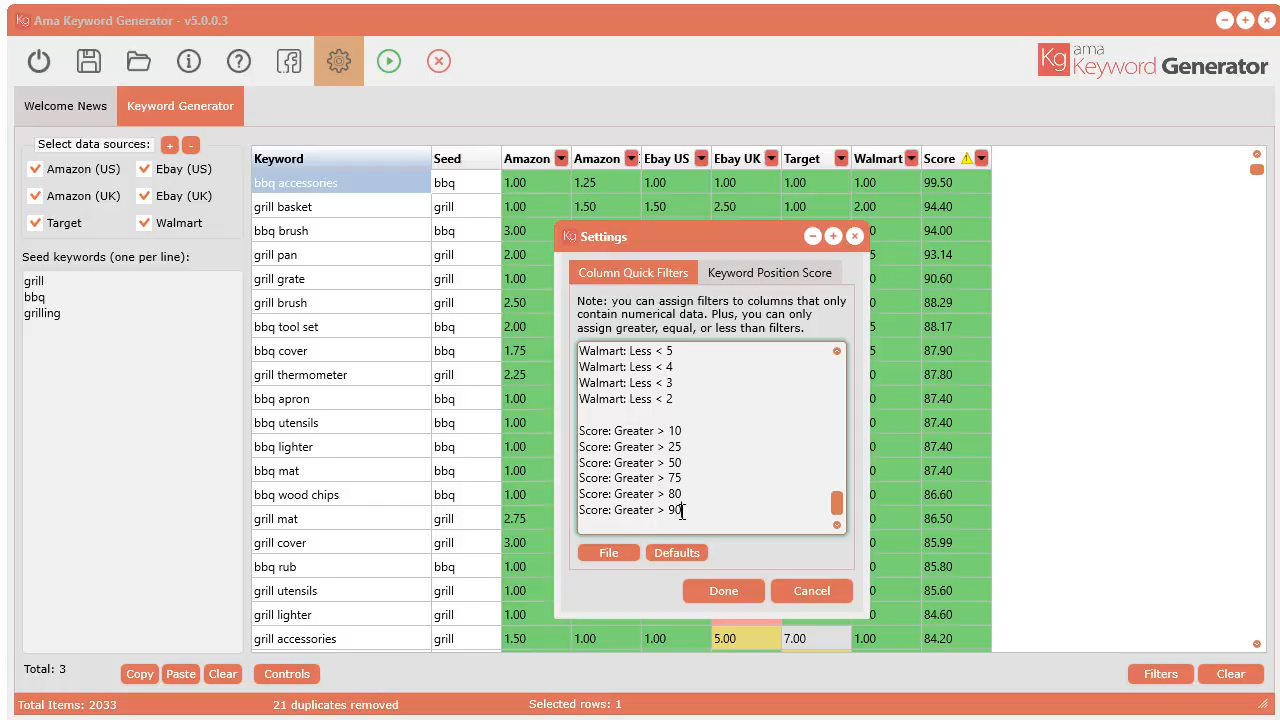 Kg Ama Keyword Generator - v5.0.0.3
Kg ama Keyword Generator
Welcome News
Keyword Generator
Select data sources: + -
Amazon (US) Ebay (US)
Amazon (UK) Ebay (UK)
Target Walmart
Seed keywords (one per line):
grill
bbq
grilling
Total: 3
Copy Paste Clear Controls
Keyword Seed Amazon Amazon Ebay US Ebay UK Target Walmart Score
bbq accessories bbq 1.00 1.25 1.00 1.00 1.00 1.00 99.50
grill basket grill 1.00 1.50 1.50 2.50 1.00 2.00 94.40
bbq brush bbq 3.00 94.00
grill pan grill 2.00 93.14
grill grate grill 1.00 90.60
grill brush grill 2.50 88.29
bbq tool set bbq 2.00 88.17
bbq cover bbq 1.75 87.90
grill thermometer grill 2.25 87.80
bbq apron bbq 1.00 87.40
bbq utensils bbq 1.00 87.40
bbq lighter bbq 1.00 87.40
bbq mat bbq 1.00 87.40
bbq wood chips bbq 1.00 86.60
grill mat grill 2.75 86.50
grill cover grill 3.00 85.99
bbq rub bbq 1.00 85.80
grill utensils grill 1.00 85.60
grill lighter grill 1.00 84.60
grill accessories grill 1.50 1.00 1.00 5.00 7.00 1.00 84.20
Kg Settings
Column Quick Filters Keyword Position Score
Note: you can assign filters to columns that only
contain numerical data. Plus, you can only
assign greater, equal, or less than filters.
Walmart: Less < 5
Walmart: Less < 4
Walmart: Less < 3
Walmart: Less < 2
Score: Greater > 10
Score: Greater > 25
Score: Greater > 50
Score: Greater > 75
Score: Greater > 80
Score: Greater > 90
File Defaults
Done Cancel
Filters Clear
Total Items: 2033 21 duplicates removed Selected rows: 1